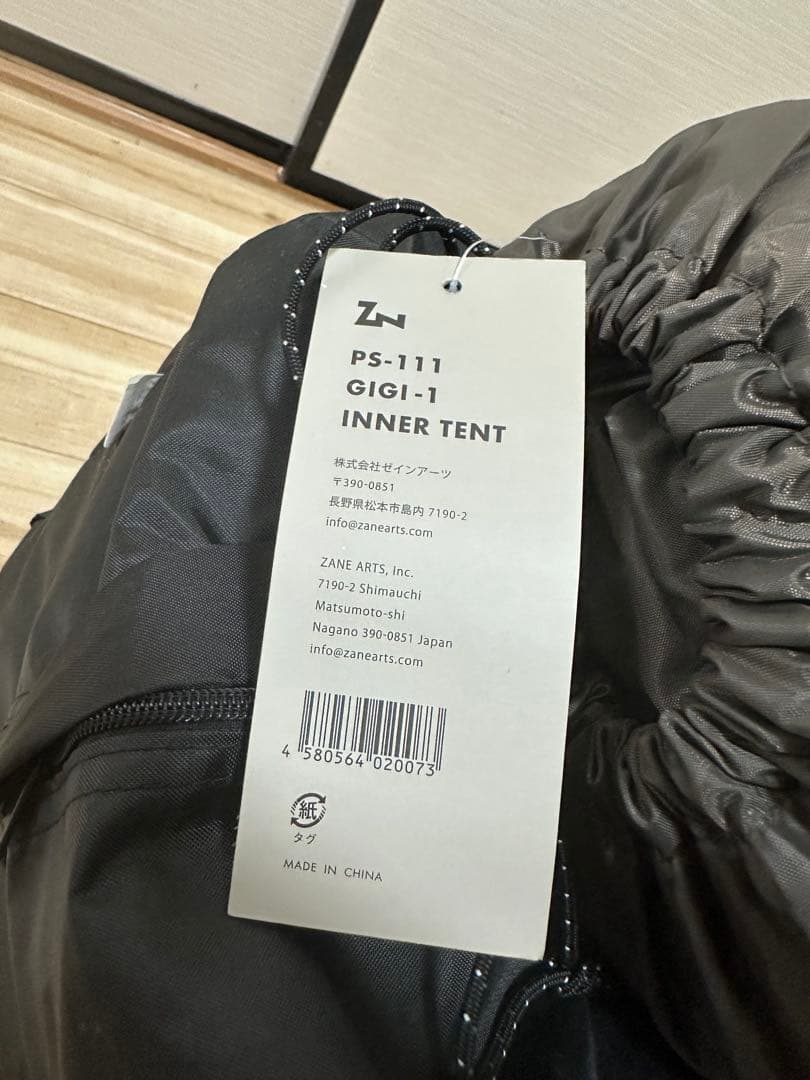 ZN
PS-111
GIGI-1
INNER TENT
株式会社ゼインアーツ
〒390-0851
長野県松本市島内 7190-2
info@zanearts.com
ZANE ARTS, Inc.
7190-2 Shimauchi
Matsumoto-shi
Nagano 390-0851 Japan
info@zanearts.com
4 580564 020073
紙
タグ
MADE IN CHINA